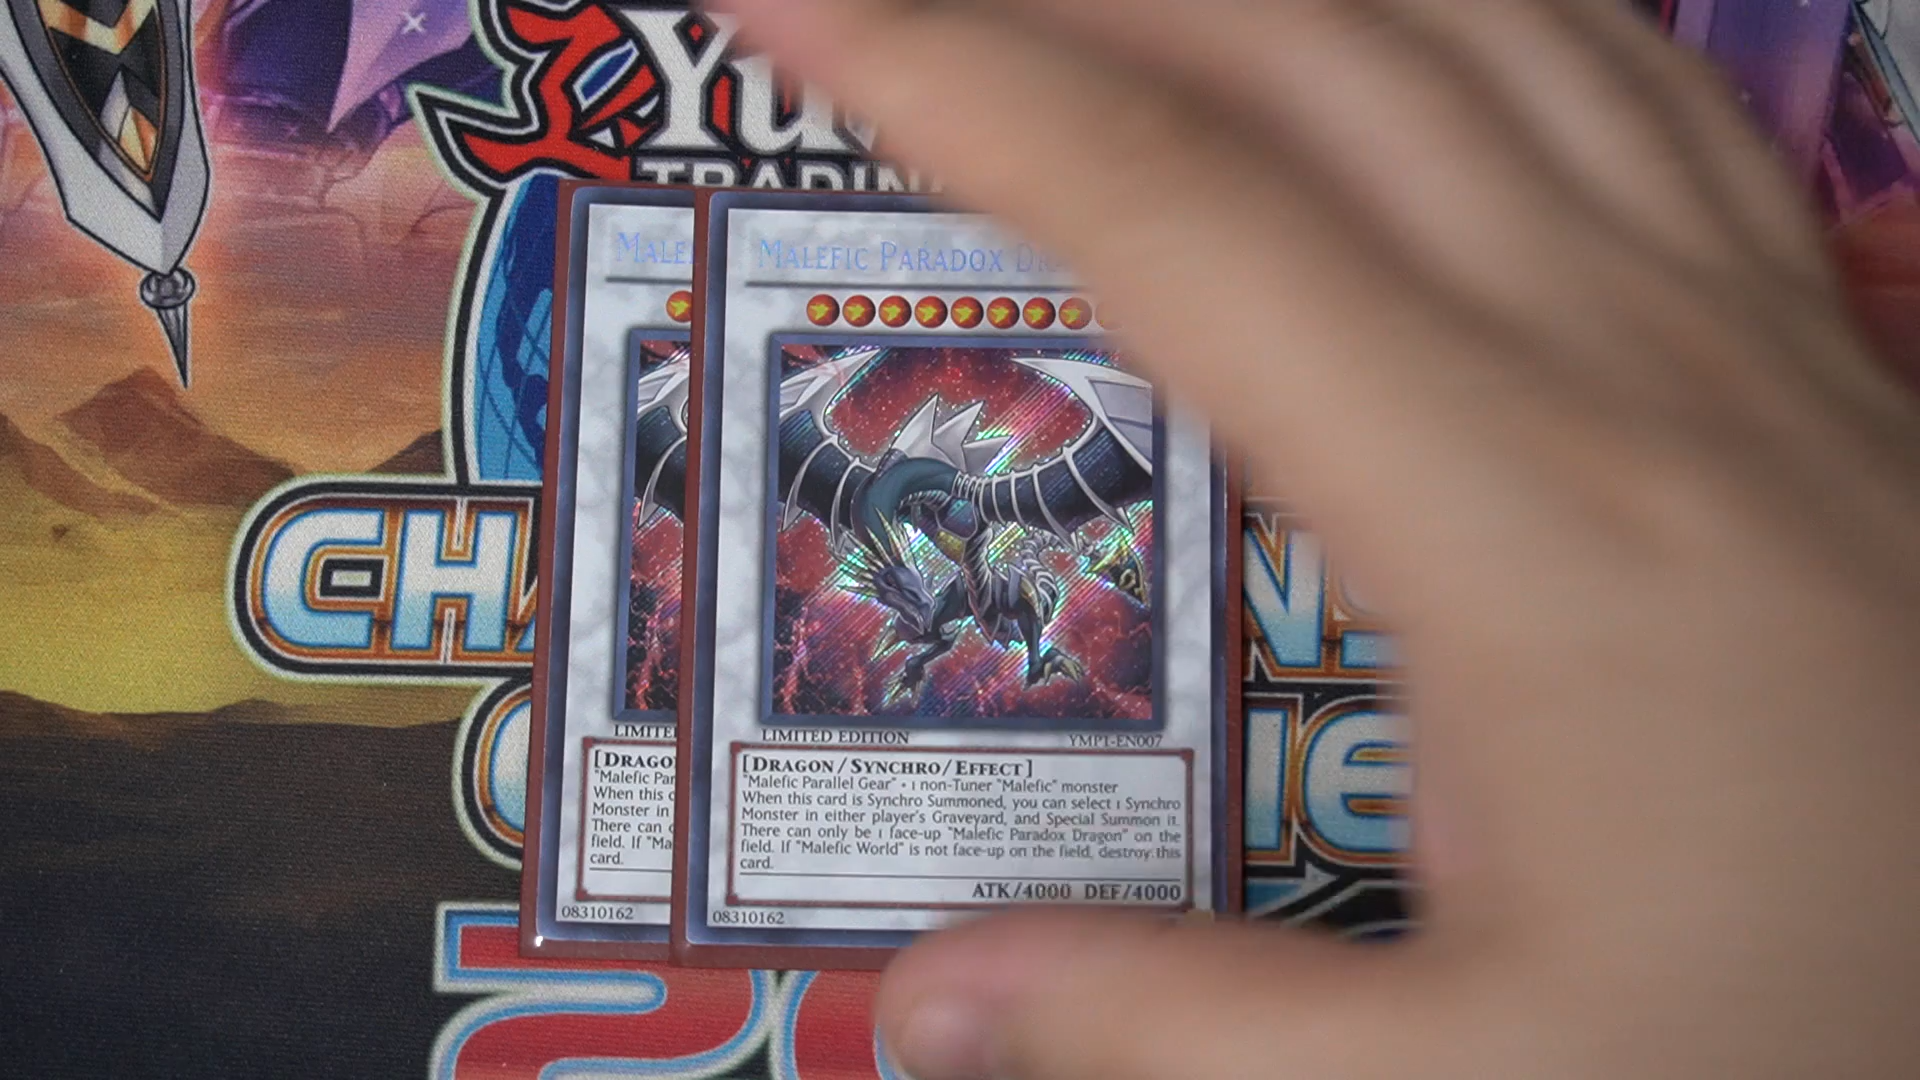 Yu
TRADIN
CHA
2
MALEF
LIMITE
[DRAGO
"Malefic Par
When this c
Monster in
There can
field. If "Ma
card.
08310162
MALEFIC PARADOX DRA
LIMITED EDITION
YMP1-EN007
[DRAGON/SYNCHRO/EFFECT]
"Malefic Parallel Gear" + 1 non-Tuner "Malefic" monster
When this card is Synchro Summoned, you can select 1 Synchro
Monster in either player's Graveyard, and Special Summon it.
There can only be 1 face-up "Malefic Paradox Dragon" on the
field. If "Malefic World" is not face-up on the field, destroy this
card.
ATK/4000 DEF/4000
08310162